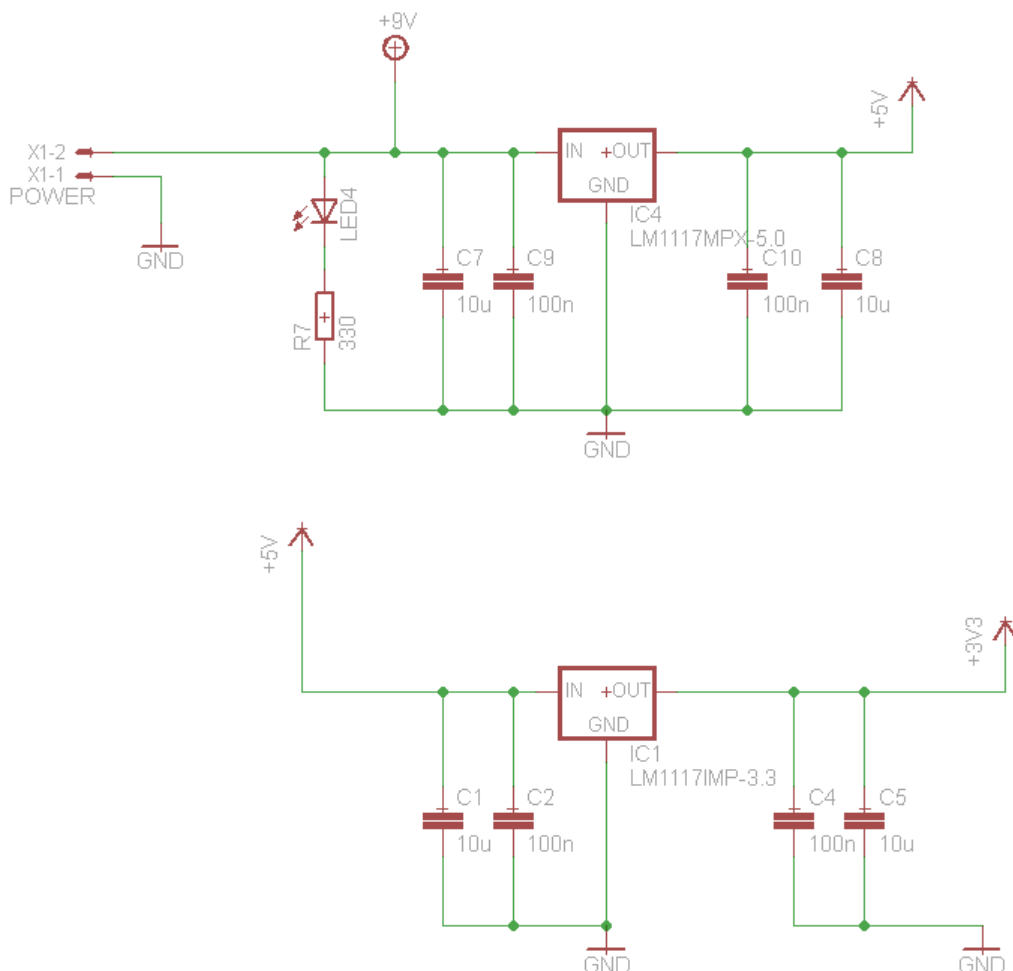 +9V
+5V
X1-2
X1-1
POWER
GND
LED4
R7
330
C7
10u
C9
100n
IN +OUT
GND
IC4
LM1117MPX-5.0
C10
100n
C8
10u
GND
+5V
+3V3
IN +OUT
GND
IC1
LM1117IMP-3.3
C1
10u
C2
100n
C4
100n
C5
10u
GND
GND